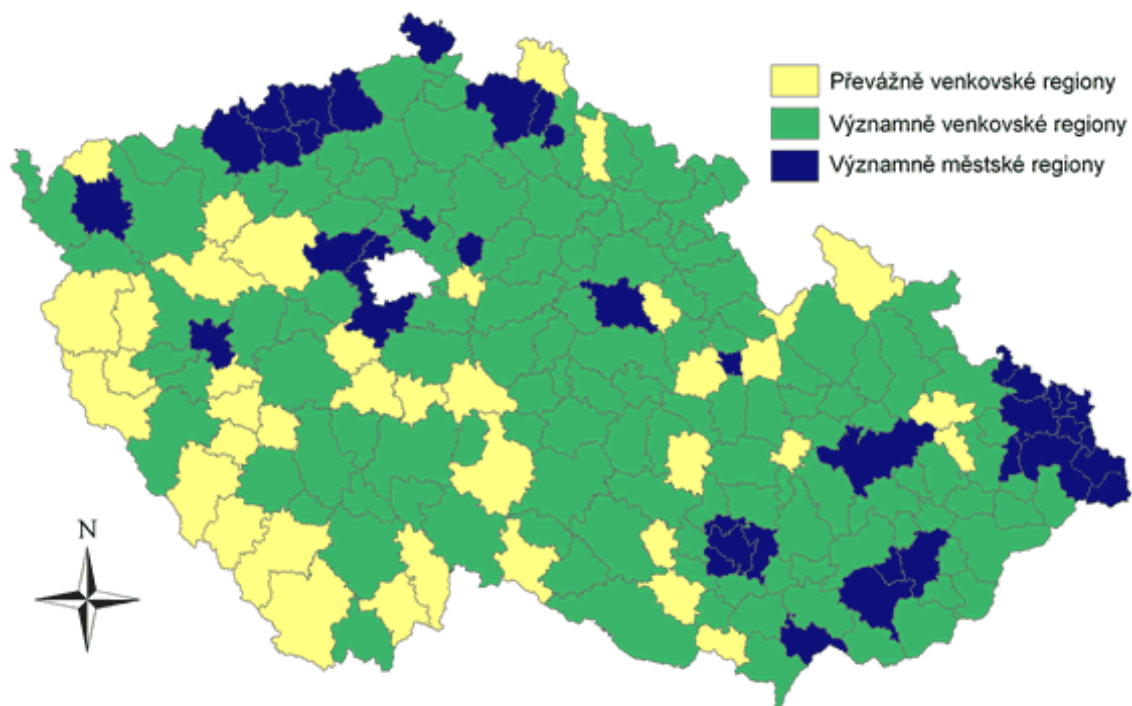 Převážně venkovské regiony
Významně venkovské regiony
Významně městské regiony
N